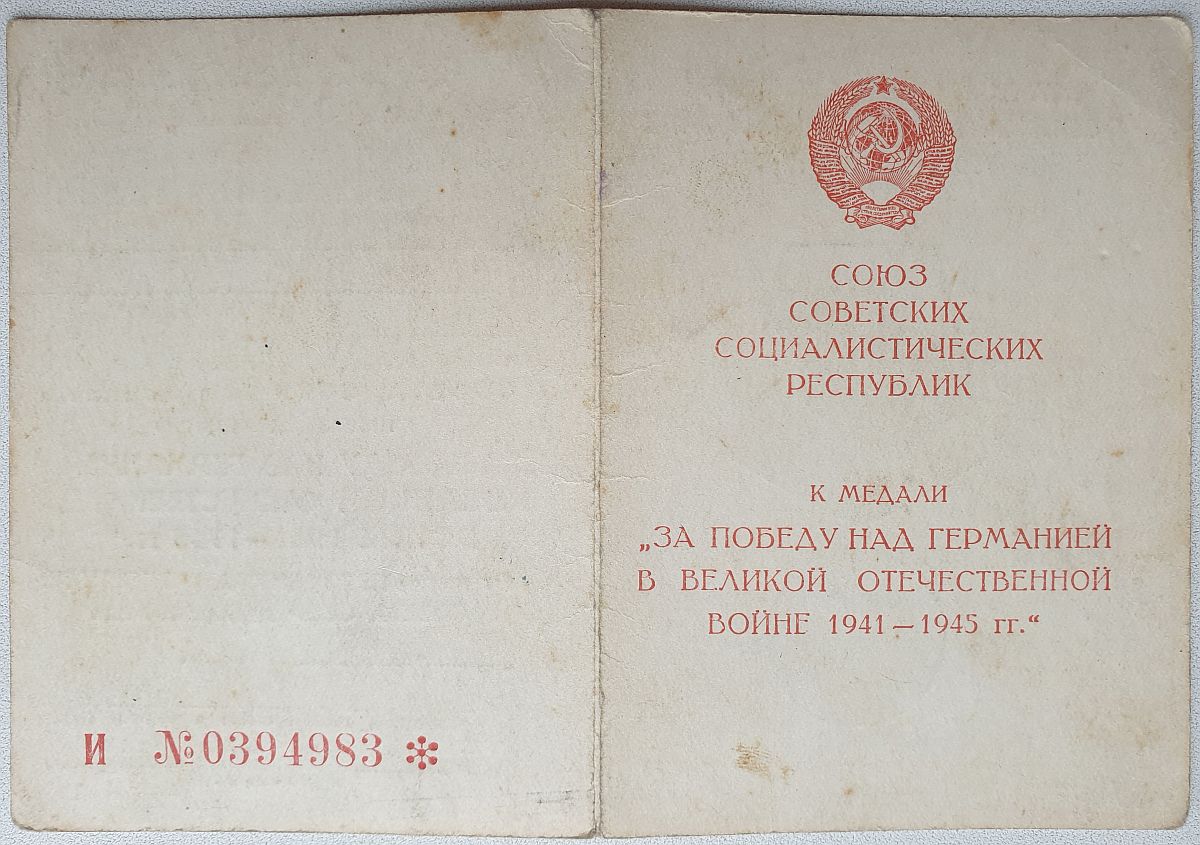 И №0394983
СОЮЗ
СОВЕТСКИХ
СОЦИАЛИСТИЧЕСКИХ
РЕСПУБЛИК
К МЕДАЛИ
„ЗА ПОБЕДУ НАД ГЕРМАНИЕЙ
В ВЕЛИКОЙ ОТЕЧЕСТВЕННОЙ
ВОЙНЕ 1941—1945 гг.“